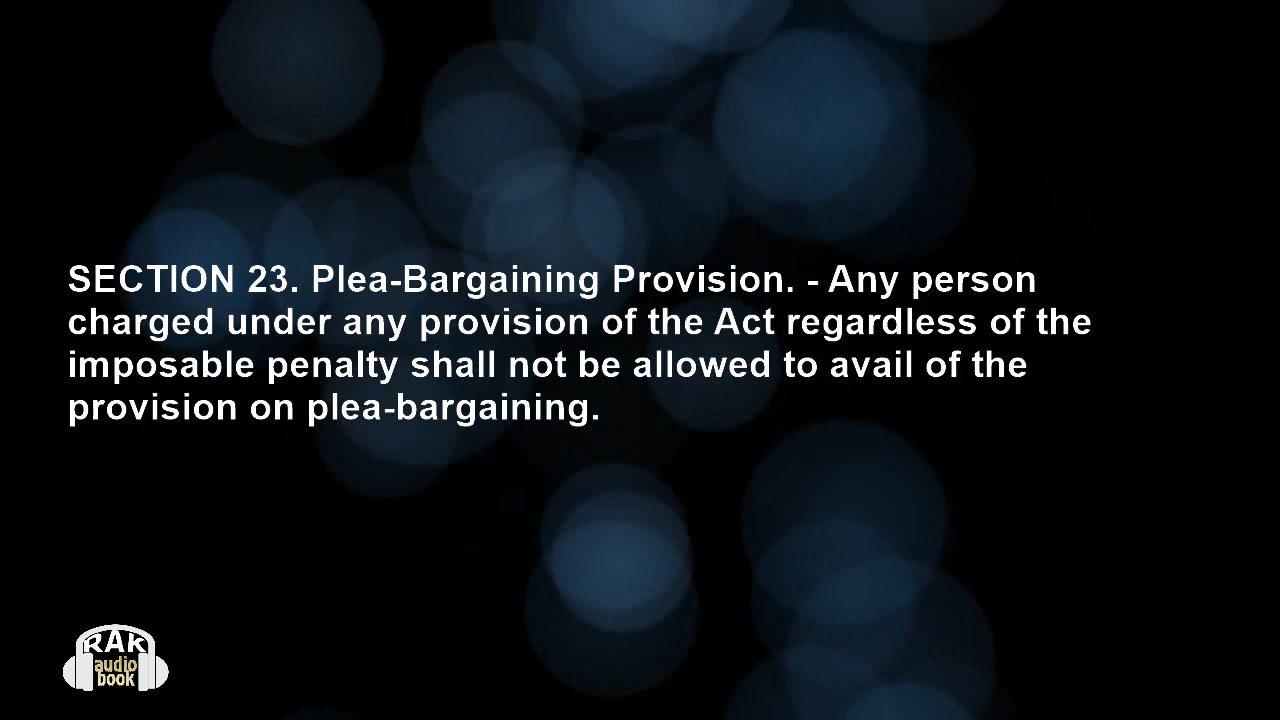 SECTION 23. Plea-Bargaining Provision. - Any person
charged under any provision of the Act regardless of the
imposable penalty shall not be allowed to avail of the
provision on plea-bargaining.
RAK
audio
book